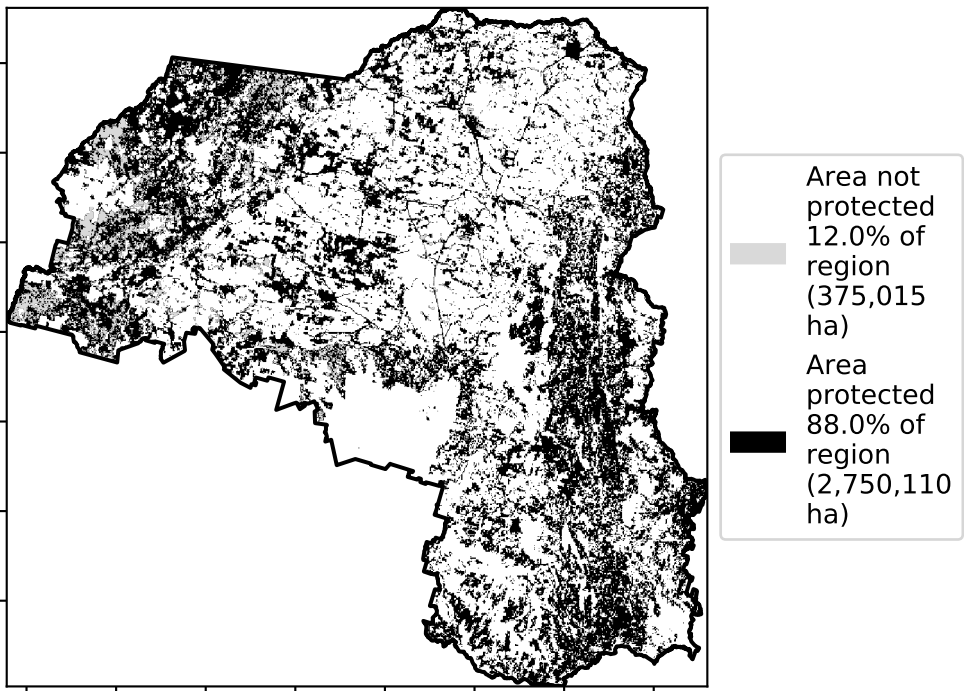 Area not
protected
12.0% of
region
(375,015
ha)
Area
protected
88.0% of
region
(2,750,110
ha)